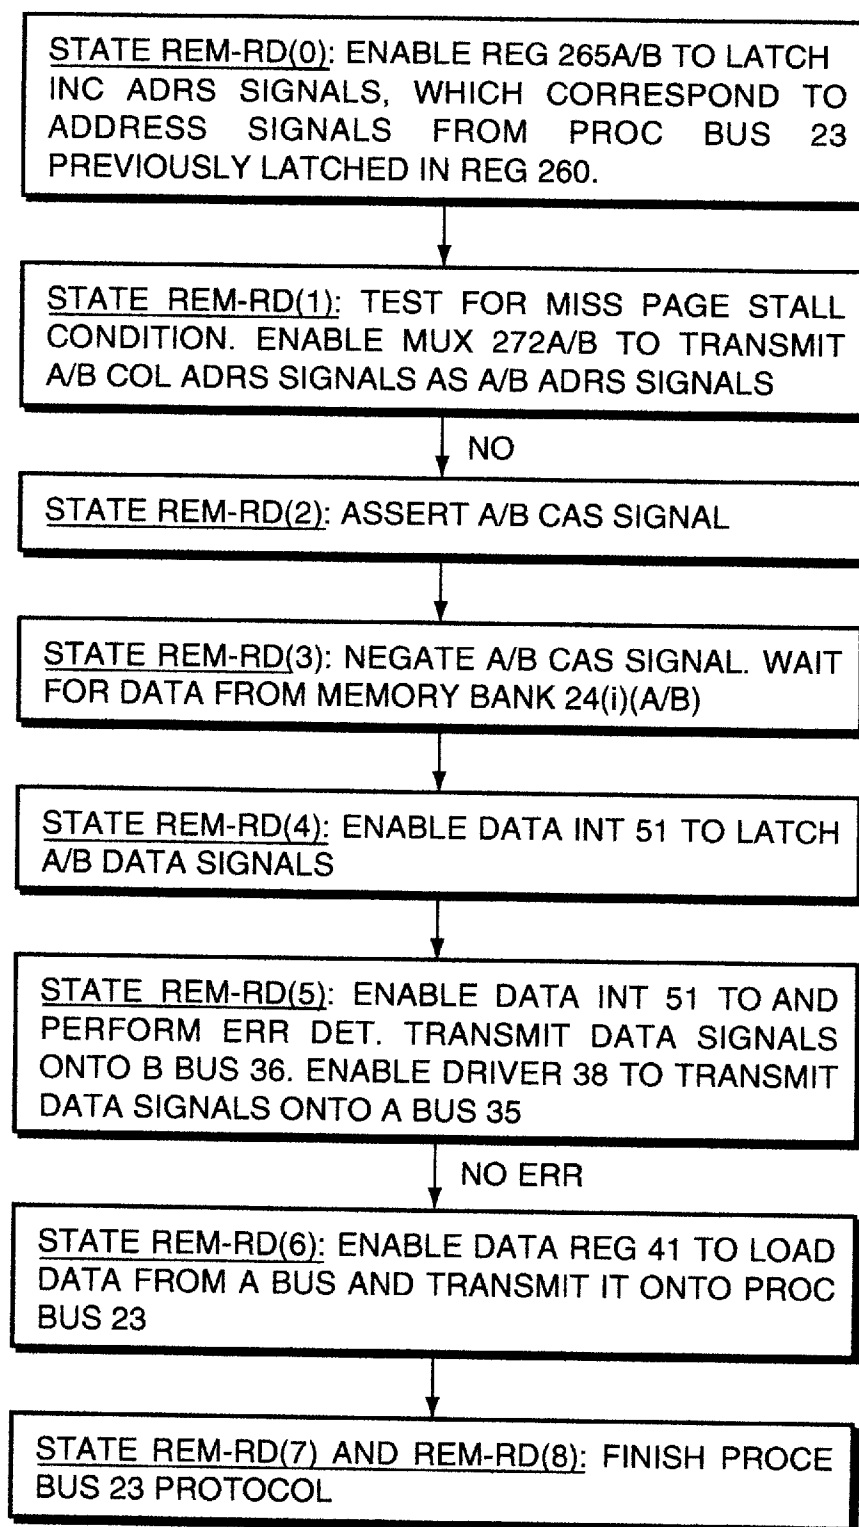 STATE REM-RD(0): ENABLE REG 265A/B TO LATCH
INC ADRS SIGNALS, WHICH CORRESPOND TO
ADDRESS SIGNALS FROM PROC BUS 23
PREVIOUSLY LATCHED IN REG 260.
STATE REM-RD(1): TEST FOR MISS PAGE STALL
CONDITION. ENABLE MUX 272A/B TO TRANSMIT
A/B COL ADRS SIGNALS AS A/B ADRS SIGNALS
NO
STATE REM-RD(2): ASSERT A/B CAS SIGNAL
STATE REM-RD(3): NEGATE A/B CAS SIGNAL. WAIT
FOR DATA FROM MEMORY BANK 24(i)(A/B)
STATE REM-RD(4): ENABLE DATA INT 51 TO LATCH
A/B DATA SIGNALS
STATE REM-RD(5): ENABLE DATA INT 51 TO AND
PERFORM ERR DET. TRANSMIT DATA SIGNALS
ONTO B BUS 36. ENABLE DRIVER 38 TO TRANSMIT
DATA SIGNALS ONTO A BUS 35
NO ERR
STATE REM-RD(6): ENABLE DATA REG 41 TO LOAD
DATA FROM A BUS AND TRANSMIT IT ONTO PROC
BUS 23
STATE REM-RD(7) AND REM-RD(8): FINISH PROCE
BUS 23 PROTOCOL